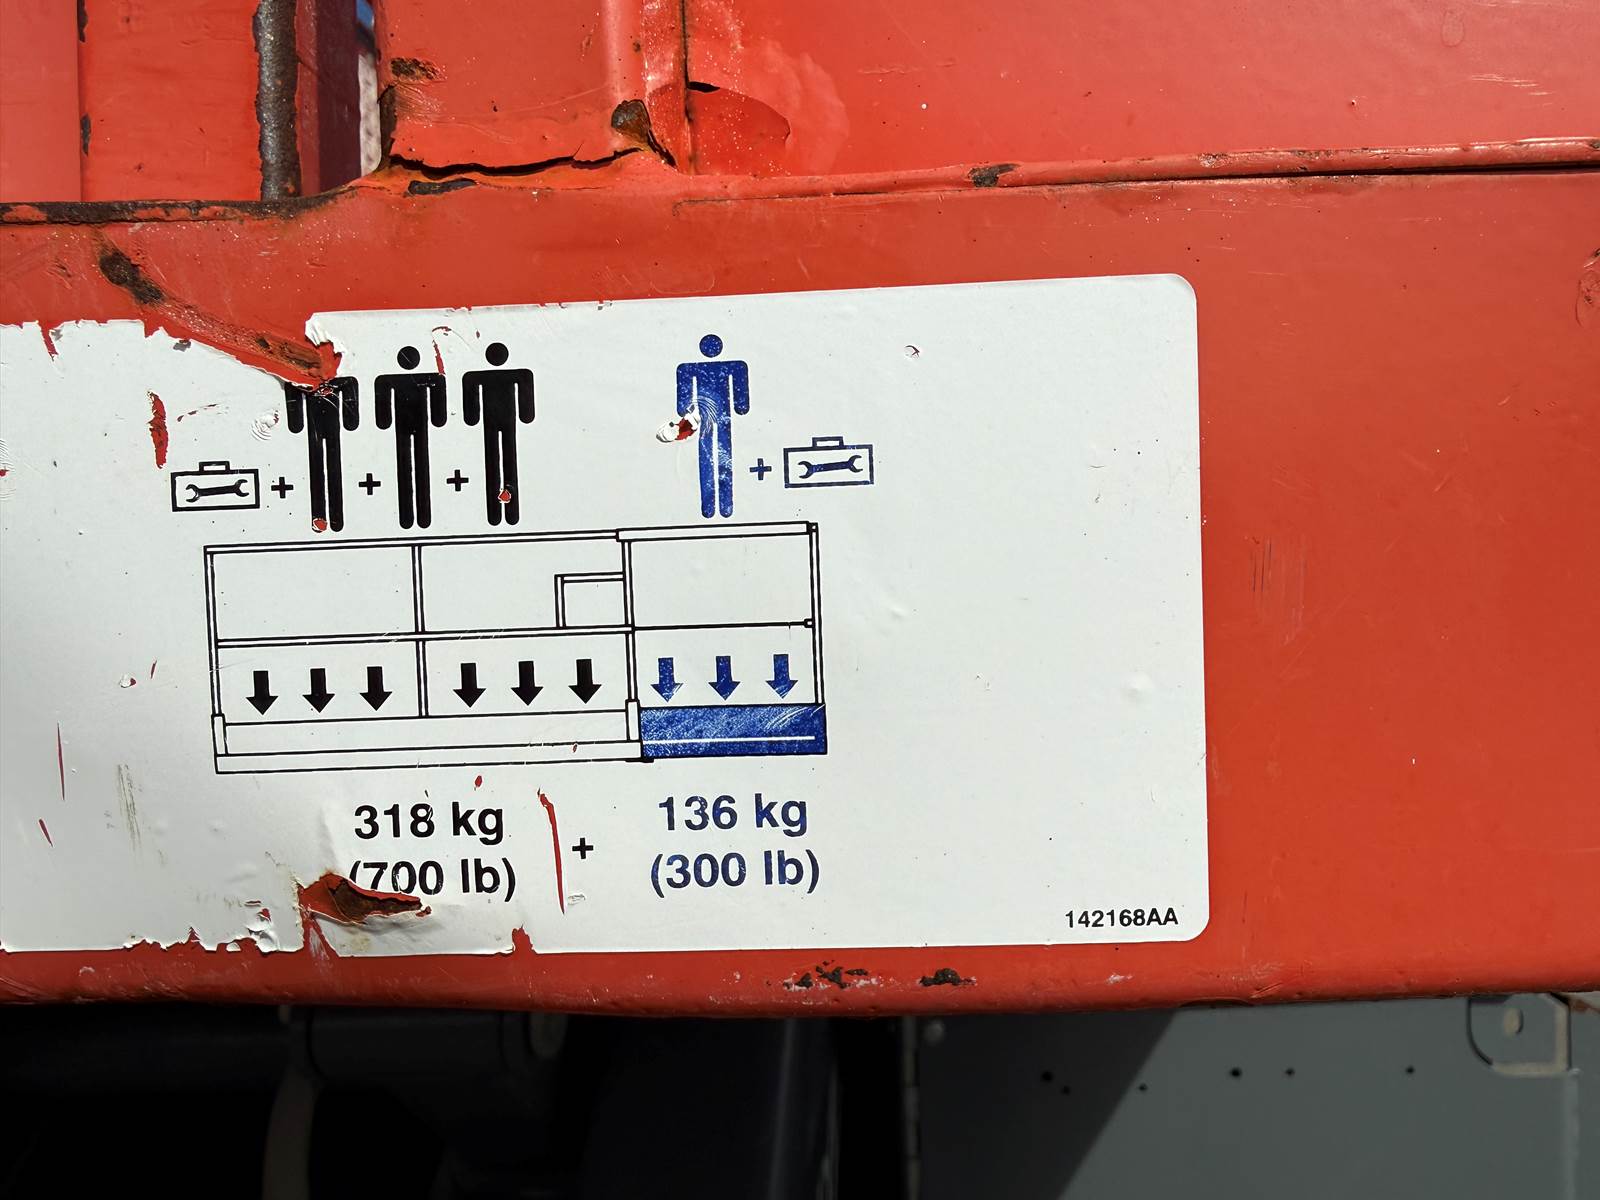 + + + +
318 kg + 136 kg
(700 lb) (300 lb)
142168AA